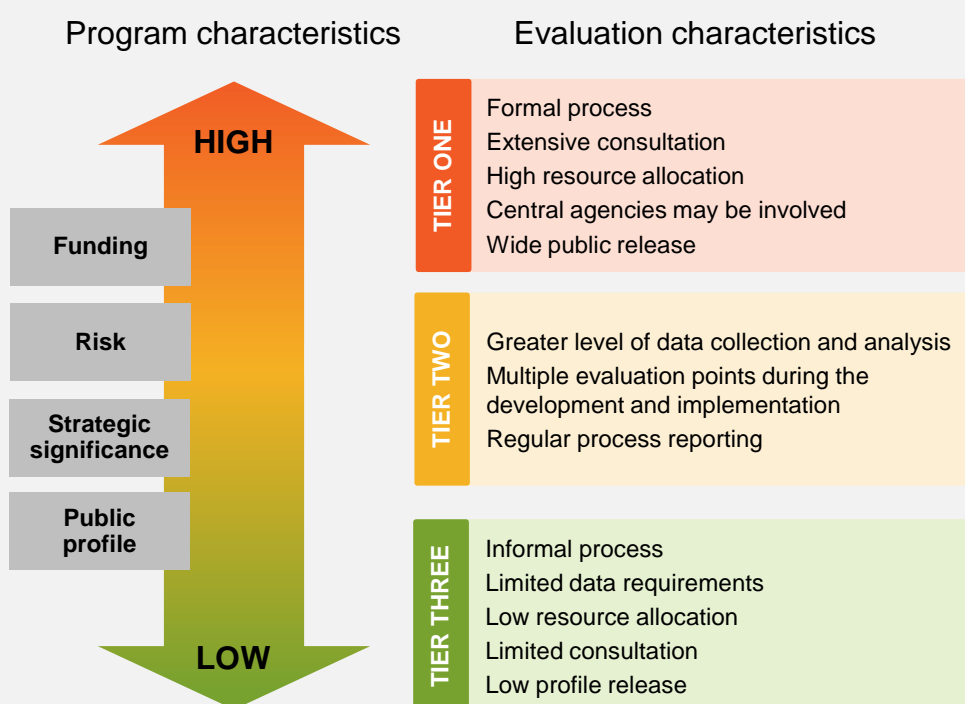 Program characteristics
Evaluation characteristics
HIGH
Funding
Risk
Strategic
significance
Public
profile
LOW
TIER ONE
Formal process
Extensive consultation
High resource allocation
Central agencies may be involved
Wide public release
TIER TWO
Greater level of data collection and analysis
Multiple evaluation points during the
development and implementation
Regular process reporting
TIER THREE
Informal process
Limited data requirements
Low resource allocation
Limited consultation
Low profile release